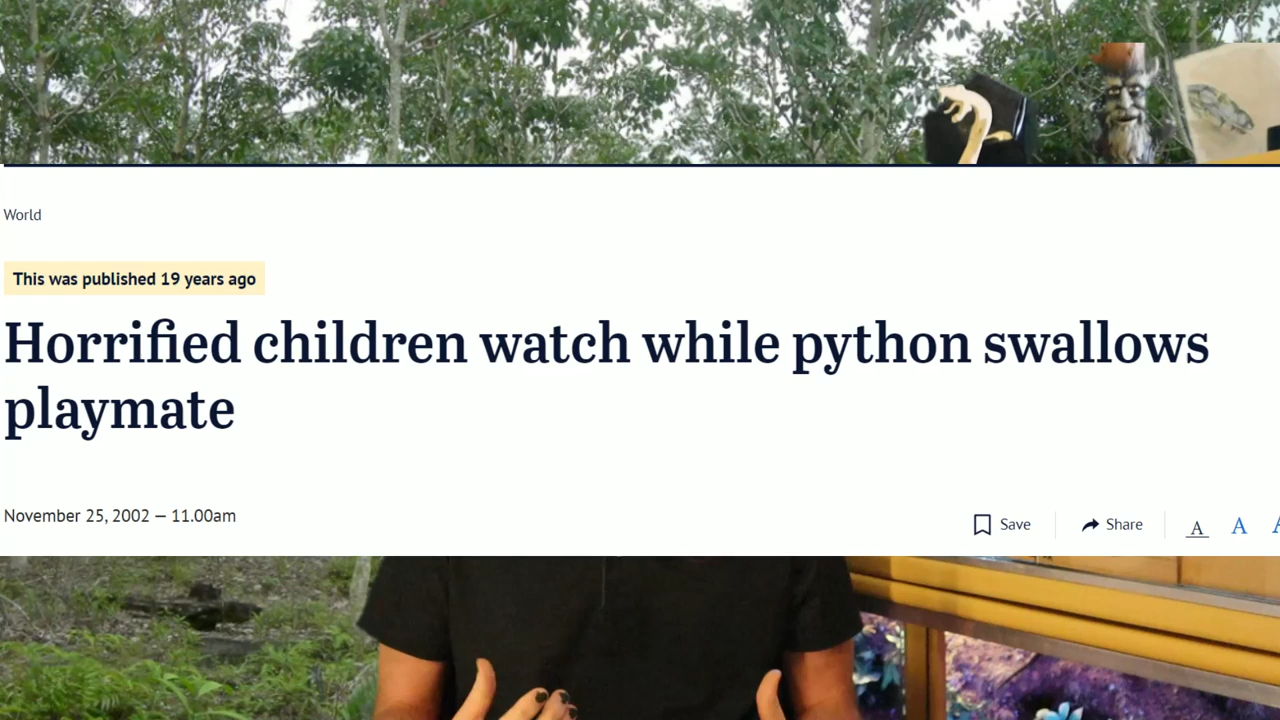 World
This was published 19 years ago
Horrified children watch while python swallows
playmate
November 25, 2002 — 11.00am
Save
Share
A
A
A